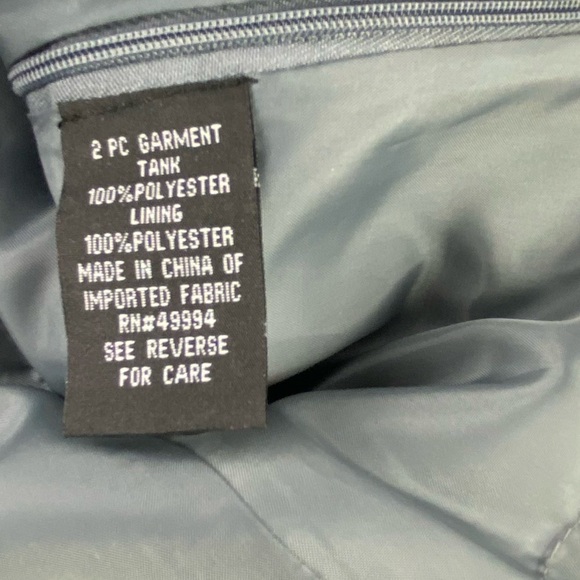 2 PC GARMENT
TANK
100%POLYESTER
LINING
100%POLYESTER
MADE IN CHINA OF
IMPORTED FABRIC
RN#49994
SEE REVERSE
FOR CARE